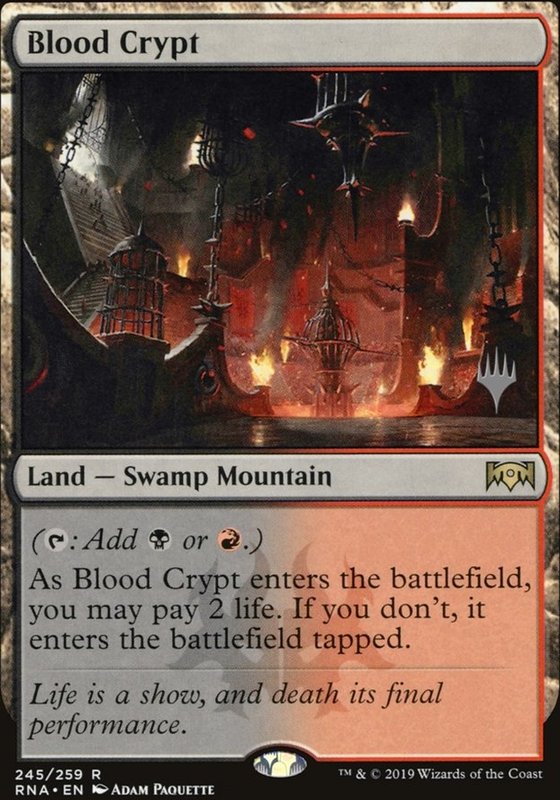 Blood Crypt
Land — Swamp Mountain
(: Add or .)
As Blood Crypt enters the battlefield,
you may pay 2 life. If you don't, it
enters the battlefield tapped.
Life is a show, and death its final
performance.
245/259 R
RNA • EN Adam Paquette
™ & © 2019 Wizards of the Coast